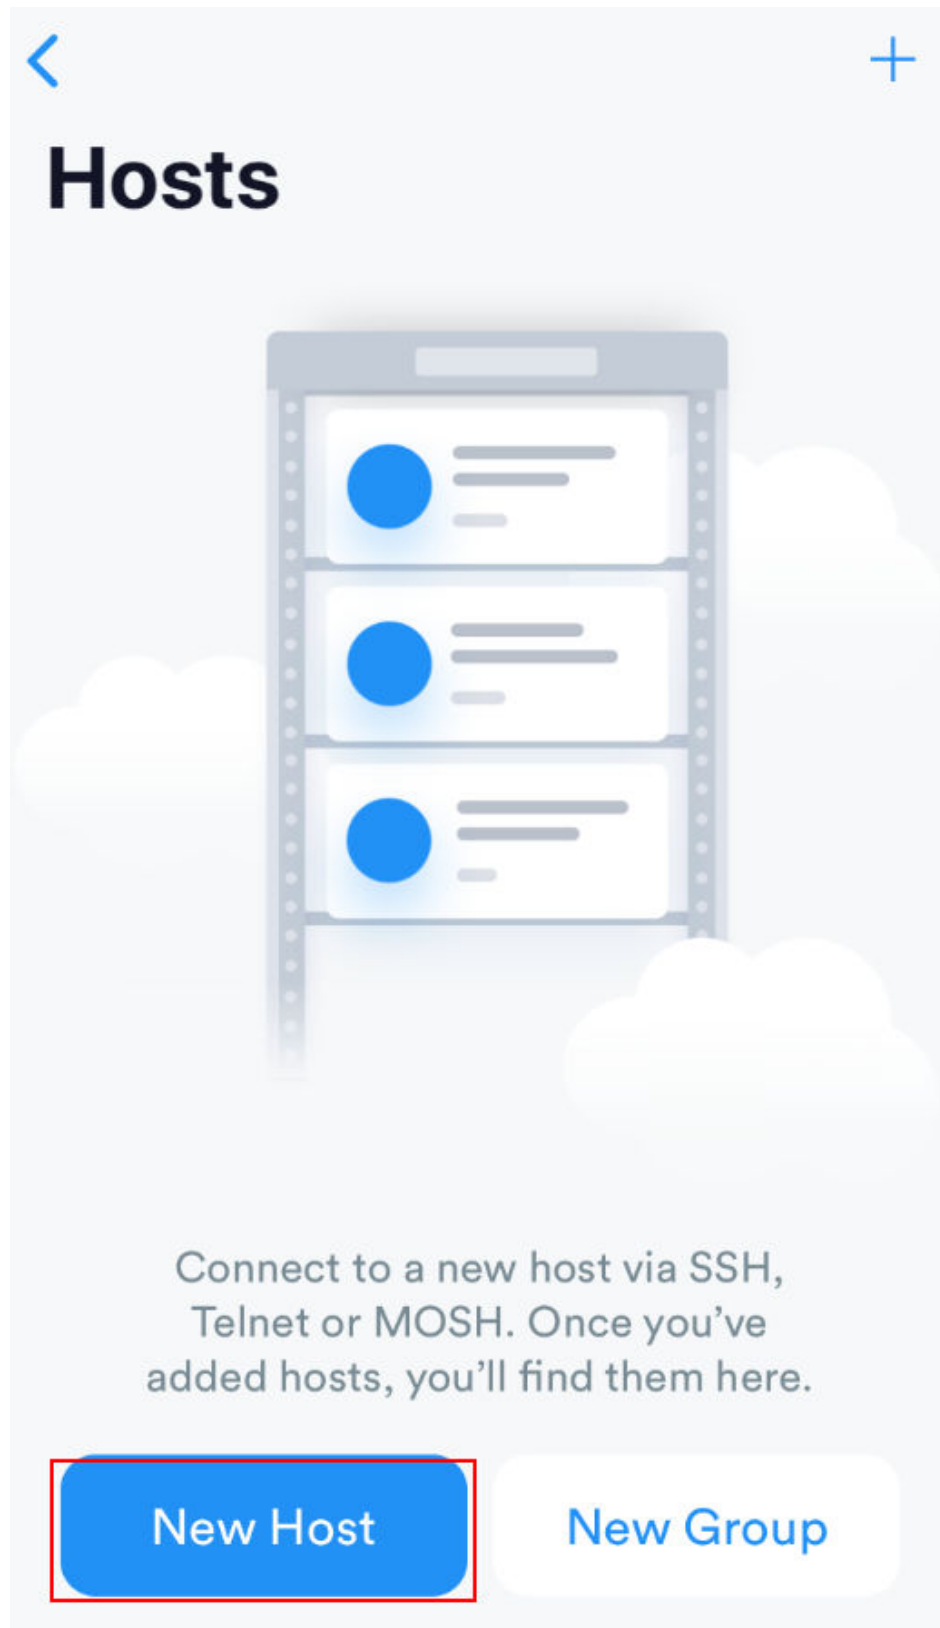 Hosts
Connect to a new host via SSH,
Telnet or MOSH. Once you’ve
added hosts, you’ll find them here.
New Host
New Group